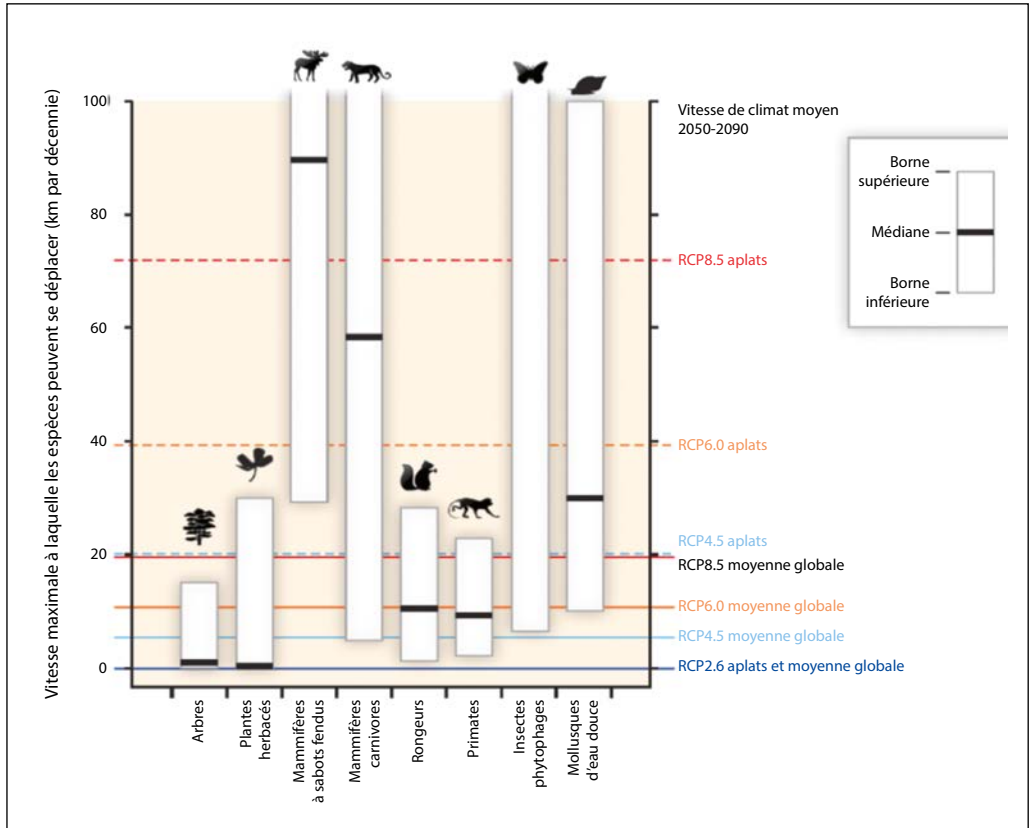 Vitesse maximale à laquelle les espèces peuvent se déplacer (km par décennie)
100
80
60
40
20
0
Vitesse de climat moyen
2050-2090
RCP8.5 aplats
RCP6.0 aplats
RCP4.5 aplats
RCP8.5 moyenne globale
RCP6.0 moyenne globale
RCP4.5 moyenne globale
RCP2.6 aplats et moyenne globale
Borne
supérieure
Médiane
Borne
inférieure
Arbres
Plantes
herbacés
Mammifères
à sabots fendus
Mammifères
carnivores
Rongeurs
Primates
Insectes
phytophages
Mollusques
d'eau douce